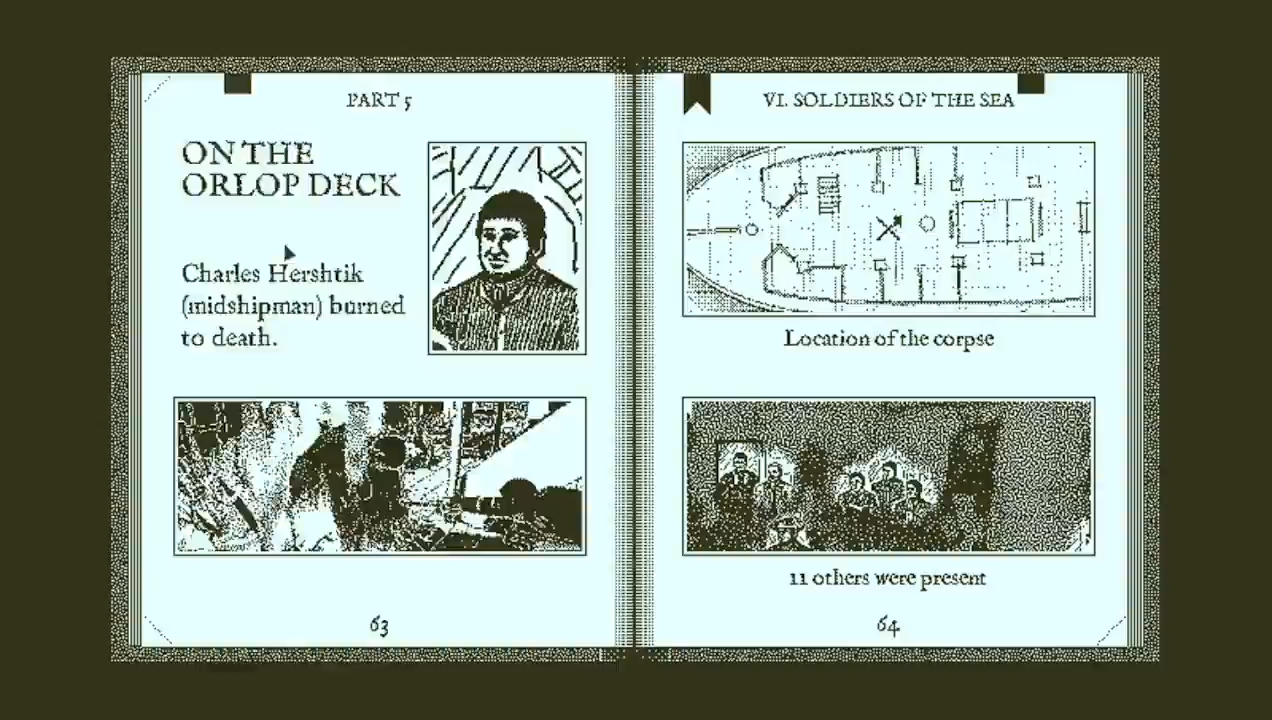 PART 5
ON THE
ORLOP DECK
Charles Hershtik
(midshipman) burned
to death.
63
VI. SOLDIERS OF THE SEA
Location of the corpse
11 others were present
64